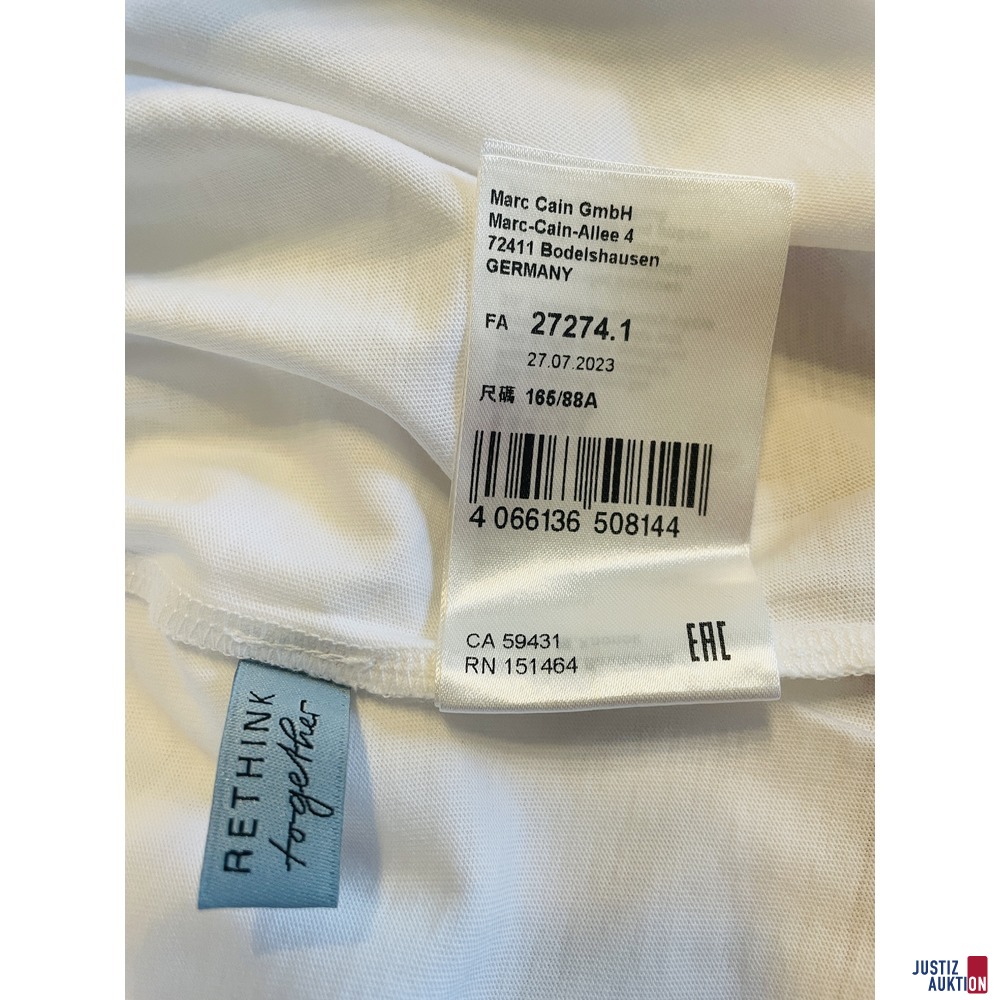 Marc Cain GmbH
Marc-Cain-Allee 4
72411 Bodelshausen
GERMANY
FA 27274.1
27.07.2023
尺碼 165/88A
4 066136 508144
CA 59431
RN 151464
EAC
RETHINK
together
JUSTIZ
AUKTION